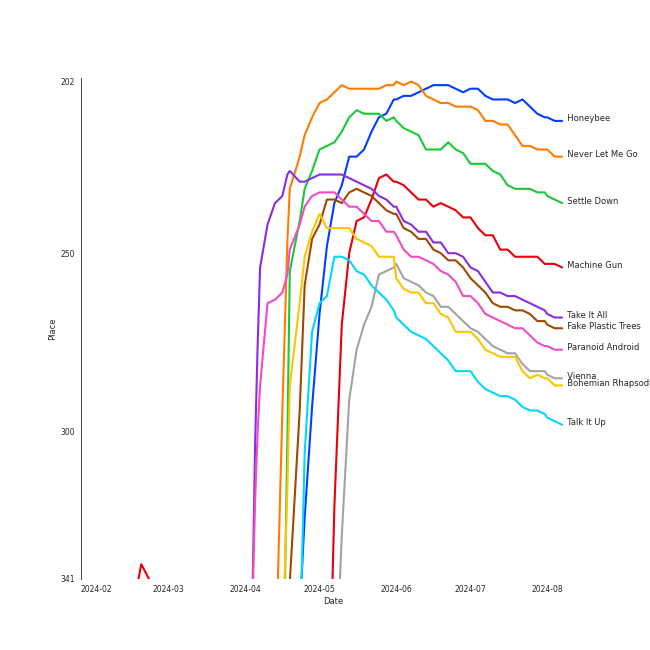 202
Honeybee
Never Let Me Go
Settle Down
250
Machine Gun
Place
Take It All
Fake Plastic Trees
Paranoid Android
Vienna
Bohemian Rhapsod
Talk It Up
300
341
2024-02 2024-03 2024-04 2024-05 2024-06 2024-07 2024-08
Date